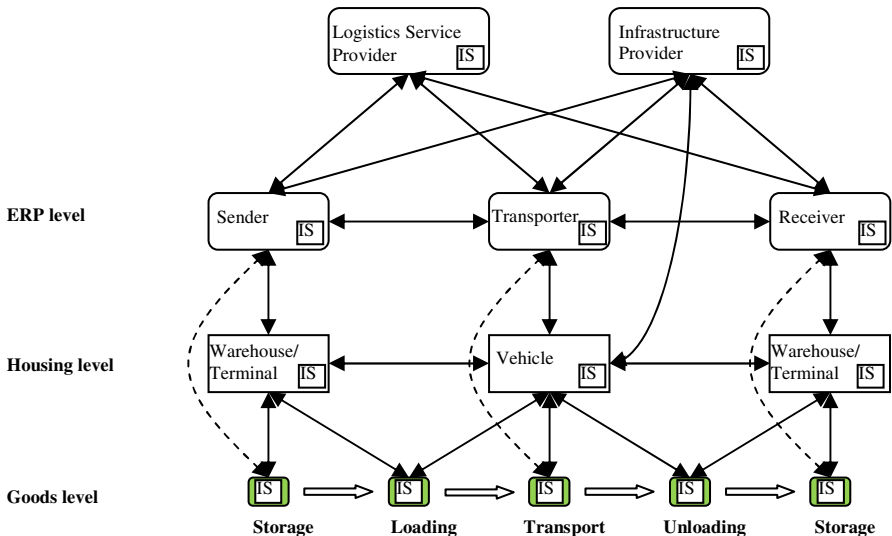 Logistics Service
Provider
IS
Infrastructure
Provider
IS
ERP level
Sender
IS
Transporter
IS
Receiver
IS
Housing level
Warehouse/
Terminal
IS
Vehicle
IS
Warehouse/
Terminal
IS
Goods level
IS
IS
IS
IS
IS
Storage
Loading
Transport
Unloading
Storage